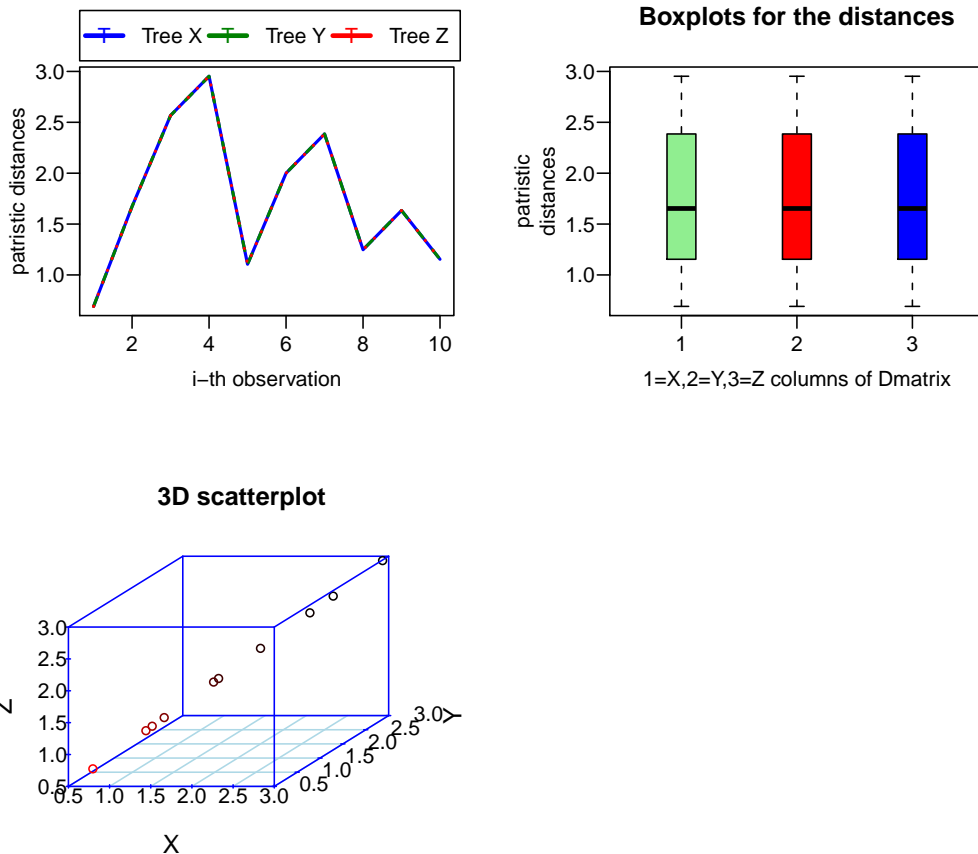 Tree X Tree Y Tree Z
3.0
2.5
2.0
1.5
1.0
patristic distances
2 4 6 8 10
i−th observation
Boxplots for the distances
3.0
2.5
2.0
1.5
1.0
patristic
distances
1 2 3
1=X,2=Y,3=Z columns of Dmatrix
3D scatterplot
3.0
2.5
2.0
1.5
1.0
0.5
Z
0.5 1.0 1.5 2.0 2.5 3.0
X
0.5 1.0 1.5 2.0 2.5 3.0
Y